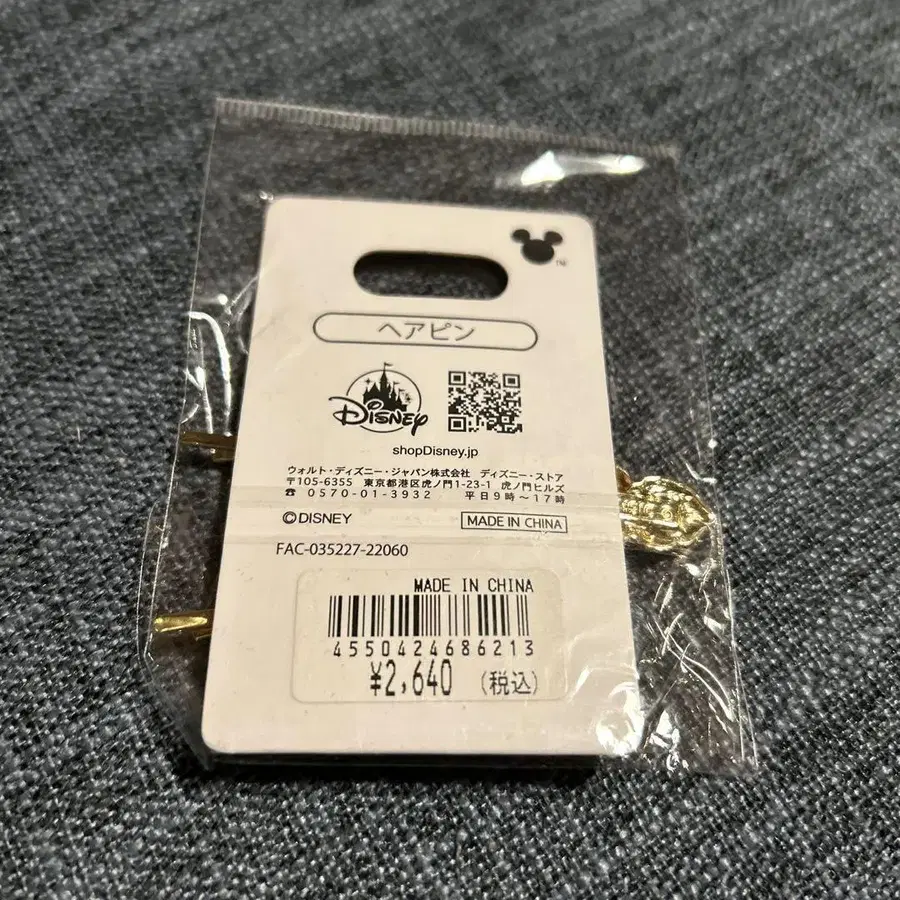 TM
ヘアピン
DISNEY
shopDisney.jp
ウォルト・ディズニー・ジャパン株式会社 ディズニー・ストア
〒105-6355 東京都港区虎ノ門1-23-1 虎ノ門ヒルズ
☎ 0570-01-3932 平日9時〜17時
©DISNEY
MADE IN CHINA
FAC-035227-22060
MADE IN CHINA
4550424686213
¥2,640 (税込)